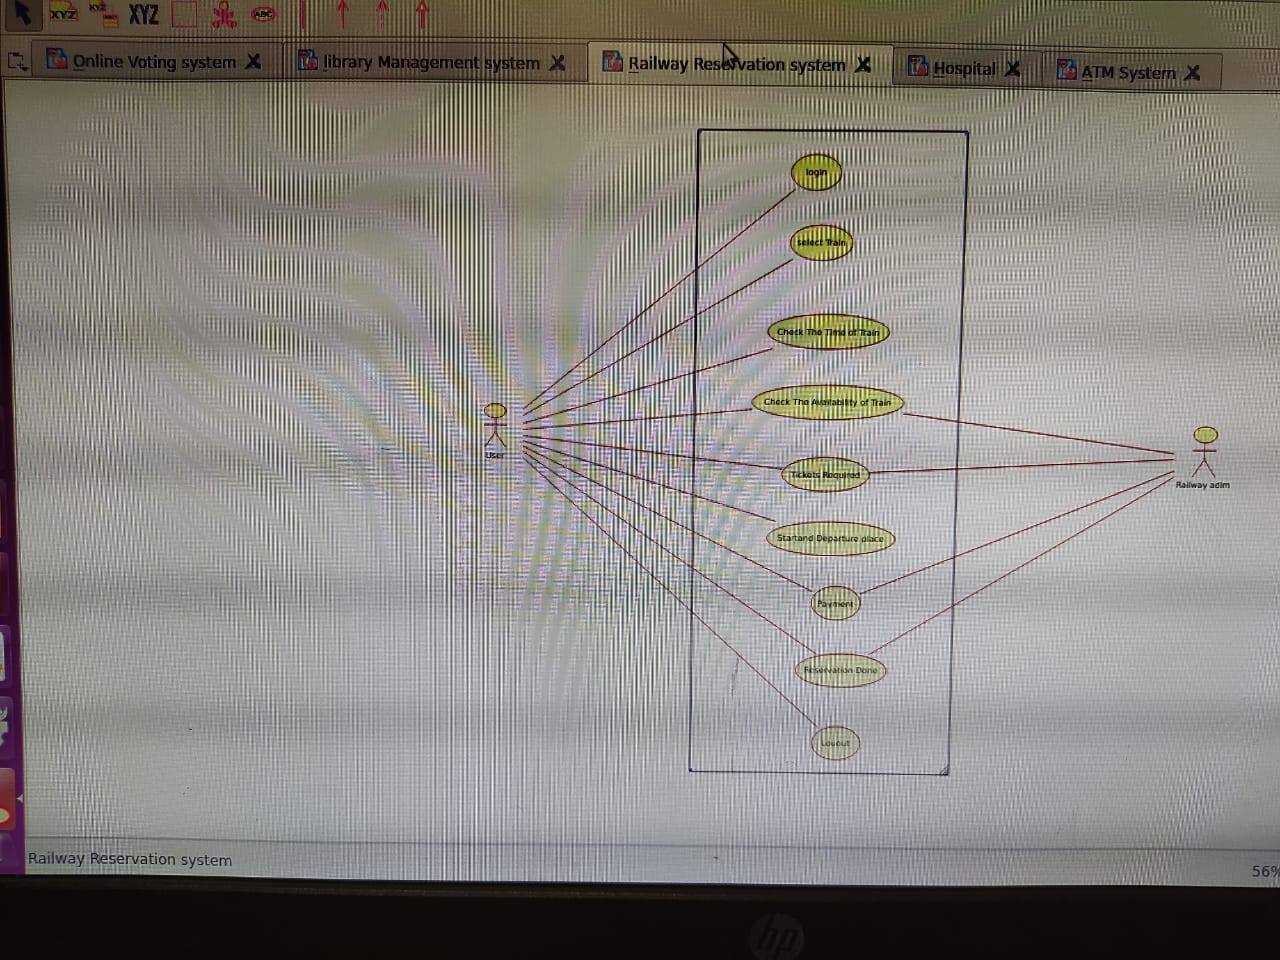 XYZ
XYZ
XYZ
ABC
Online Voting system
library Management system
Railway Reservation system
Hospital
ATM System
login
select Train
Check The Time of Train
Check The Availability of Train
User
Tickets Required
Railway adim
Startand Departure place
Payment
Reservation Done
Logout
Railway Reservation system
56%
hp